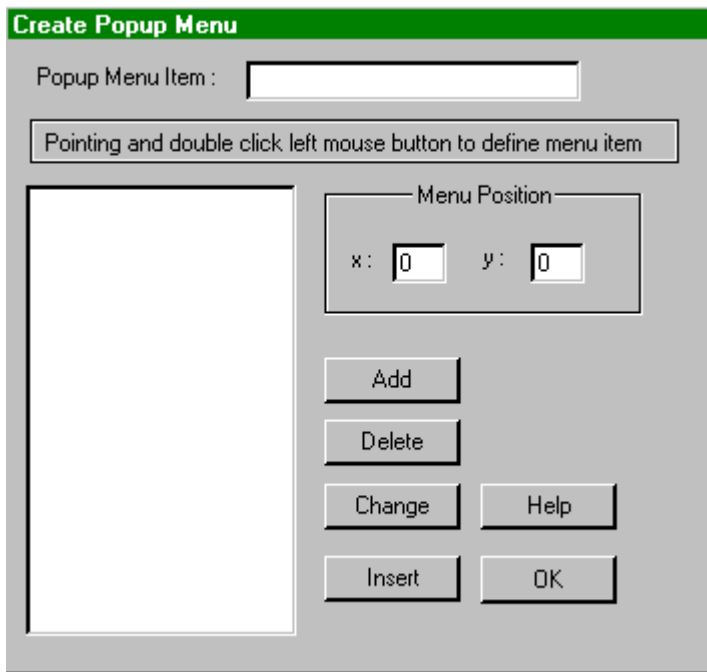 Create Popup Menu
Popup Menu Item :
Pointing and double click left mouse button to define menu item
Menu Position
x : 0 y : 0
Add
Delete
Change Help
Insert OK